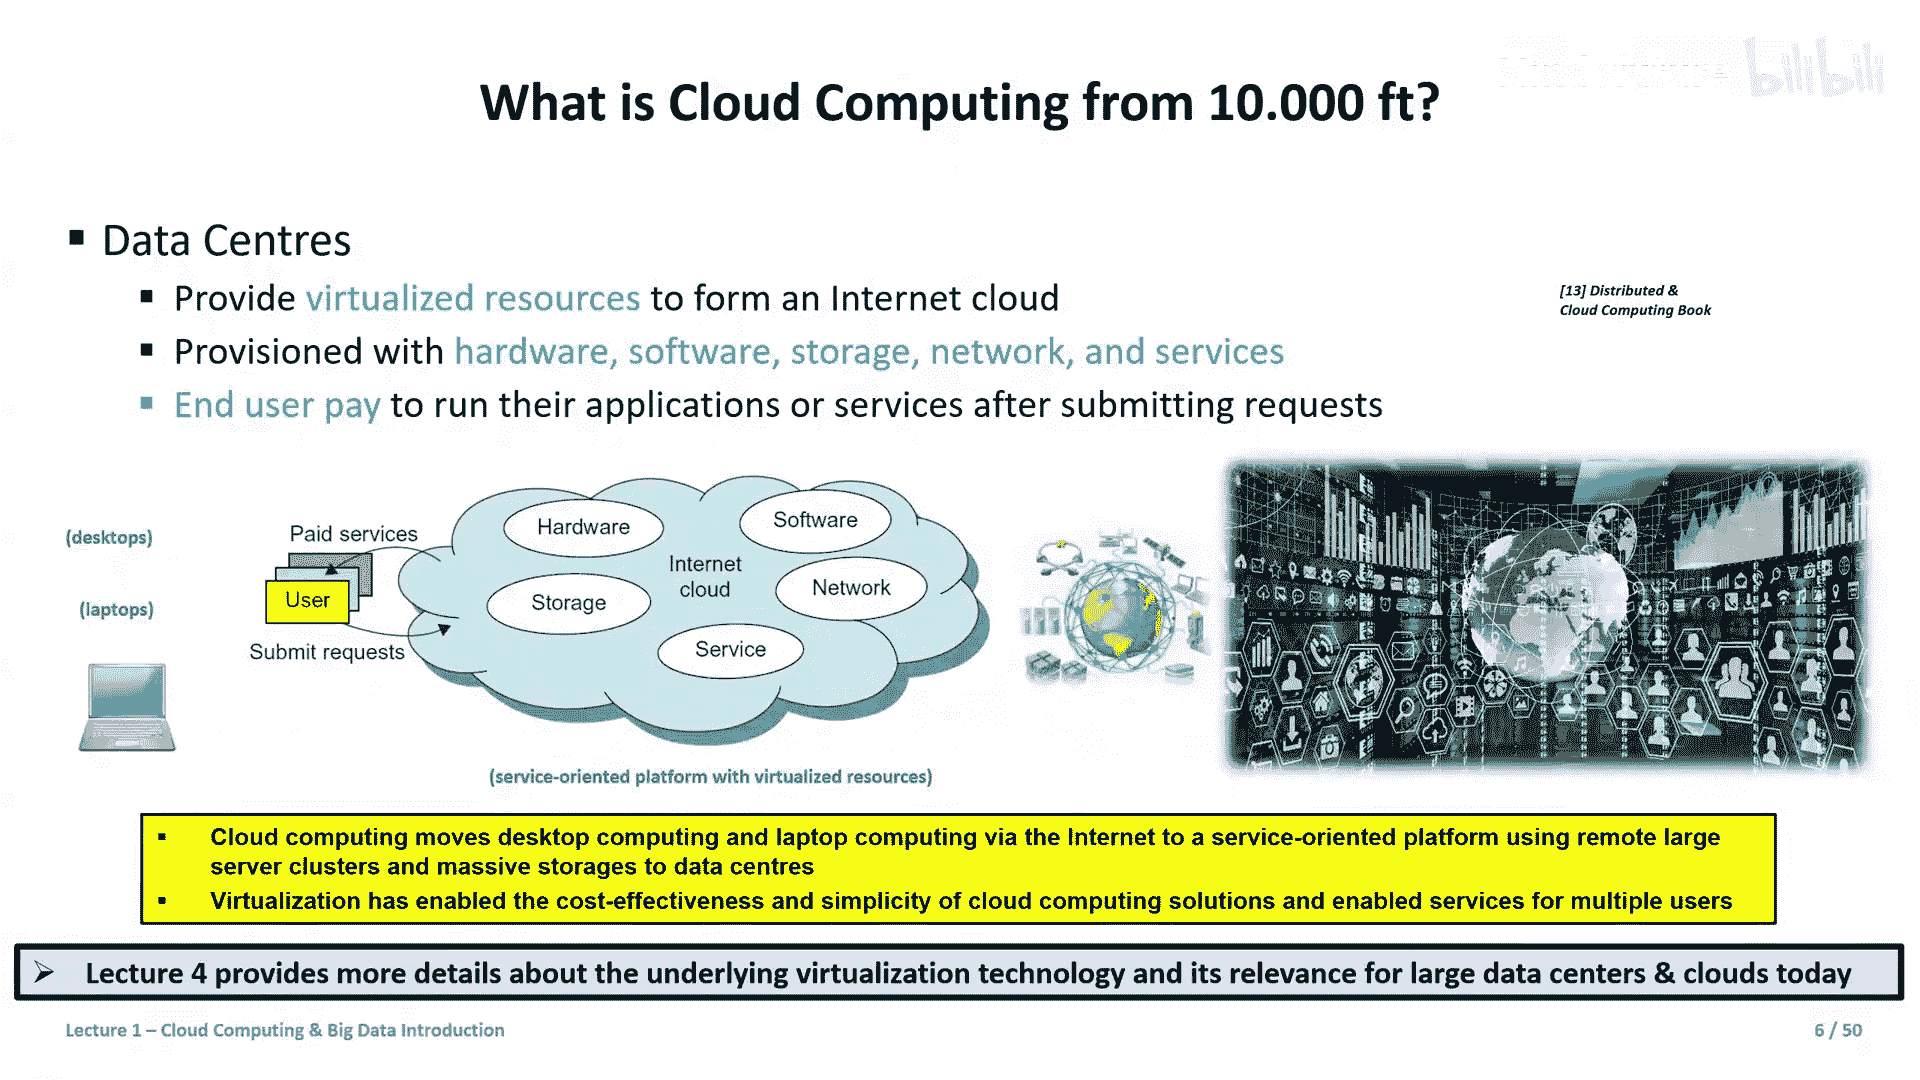 bilibili
What is Cloud Computing from 10.000 ft?
▪ Data Centres
▪ Provide virtualized resources to form an Internet cloud
▪ Provisioned with hardware, software, storage, network, and services
▪ End user pay to run their applications or services after submitting requests
[13] Distributed &
Cloud Computing Book
(desktops)
(laptops)
Paid services
User
Submit requests
Hardware
Software
Internet
cloud
Storage
Network
Service
(service-oriented platform with virtualized resources)
▪ Cloud computing moves desktop computing and laptop computing via the Internet to a service-oriented platform using remote large
server clusters and massive storages to data centres
▪ Virtualization has enabled the cost-effectiveness and simplicity of cloud computing solutions and enabled services for multiple users
➢ Lecture 4 provides more details about the underlying virtualization technology and its relevance for large data centers & clouds today
Lecture 1 – Cloud Computing & Big Data Introduction
6 / 50